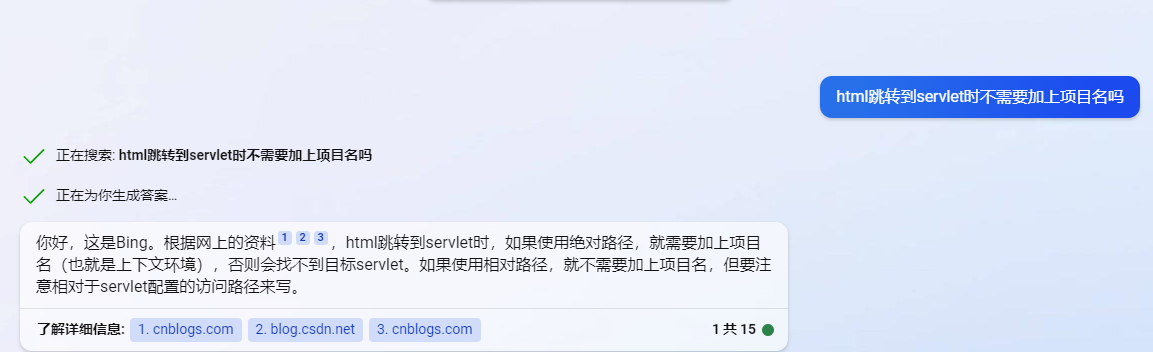 html跳转到servlet时不需要加上项目名吗
正在搜索: html跳转到servlet时不需要加上项目名吗
正在为你生成答案...
你好，这是Bing。根据网上的资料1 2 3，html跳转到servlet时，如果使用绝对路径，就需要加上项目
名（也就是上下文环境），否则会找不到目标servlet。如果使用相对路径，就不需要加上项目名，但要注
意相对于servlet配置的访问路径来写。
了解详细信息: 1. cnblogs.com 2. blog.csdn.net 3. cnblogs.com 1 共 15